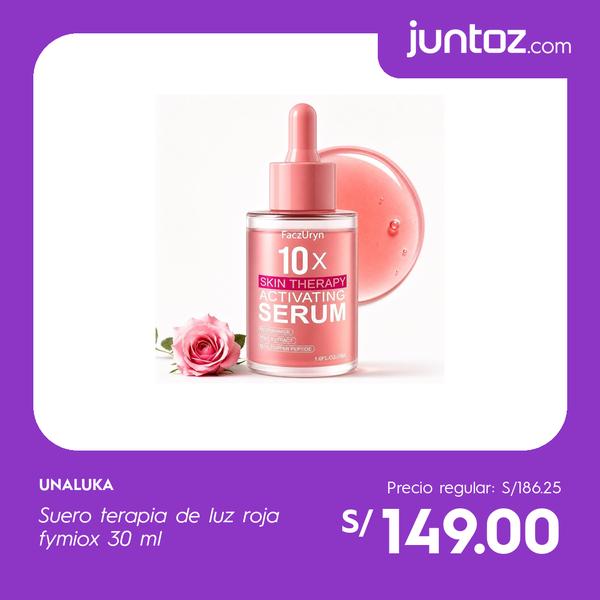 juntoz.com
FaczUryn
10X
SKIN THERAPY
ACTIVATING
SERUM
UNALUKA
Suero terapia de luz roja
fymiox 30 ml
Precio regular: S/186.25
S/149.00